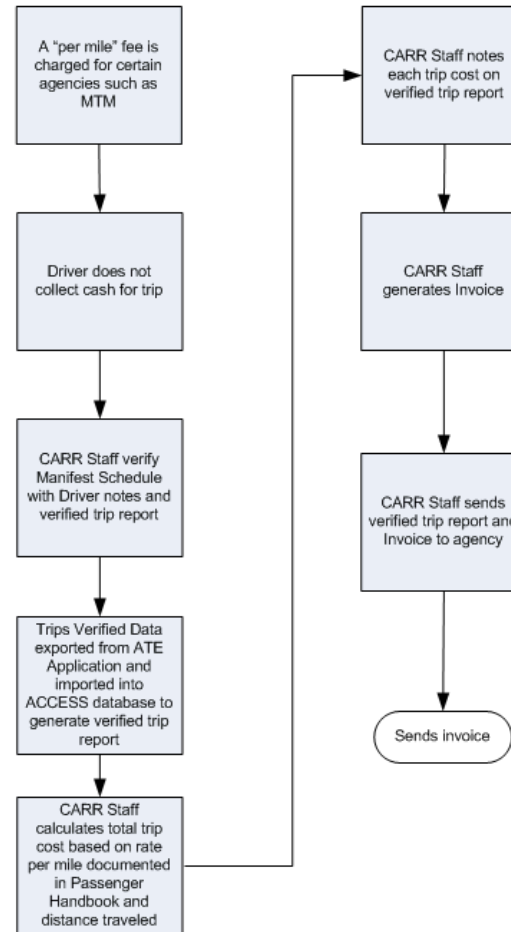 A “per mile” fee is
charged for certain
agencies such as
MTM
Driver does not
collect cash for trip
CARR Staff verify
Manifest Schedule
with Driver notes and
verified trip report
Trips Verified Data
exported from ATE
Application and
imported into
ACCESS database to
generate verified trip
report
CARR Staff
calculates total trip
cost based on rate
per mile documented
in Passenger
Handbook and
distance traveled
CARR Staff notes
each trip cost on
verified trip report
CARR Staff
generates Invoice
CARR Staff sends
verified trip report and
Invoice to agency
Sends invoice